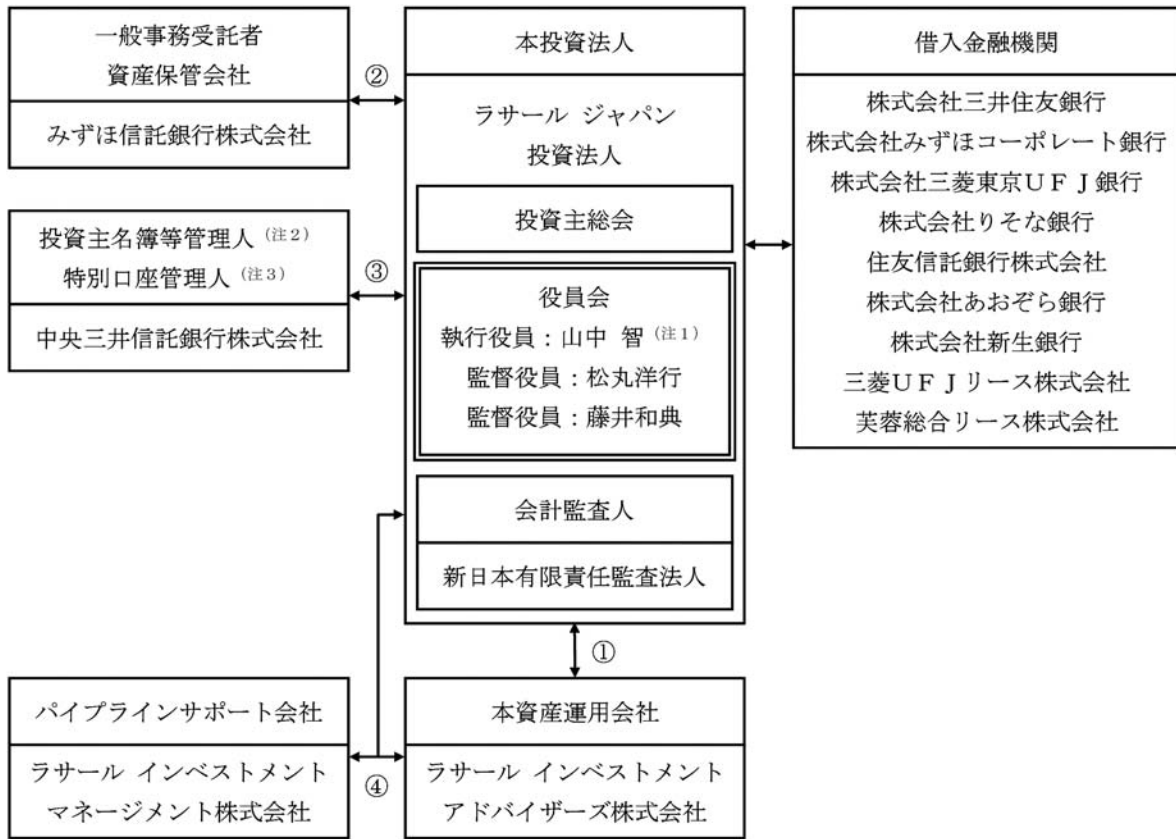 一般事務受託者
資産保管会社
みずほ信託銀行株式会社
②
投資主名簿等管理人（注２）
特別口座管理人（注３）
中央三井信託銀行株式会社
③
本投資法人
ラサール ジャパン
投資法人
投資主総会
役員会
執行役員：山中 智（注１）
監督役員：松丸洋行
監督役員：藤井和典
会計監査人
新日本有限責任監査法人
借入金融機関
株式会社三井住友銀行
株式会社みずほコーポレート銀行
株式会社三菱東京ＵＦＪ銀行
株式会社りそな銀行
住友信託銀行株式会社
株式会社あおぞら銀行
株式会社新生銀行
三菱ＵＦＪリース株式会社
芙蓉総合リース株式会社
①
パイプラインサポート会社
ラサール インベストメント
マネージメント株式会社
④
本資産運用会社
ラサール インベストメント
アドバイザーズ株式会社